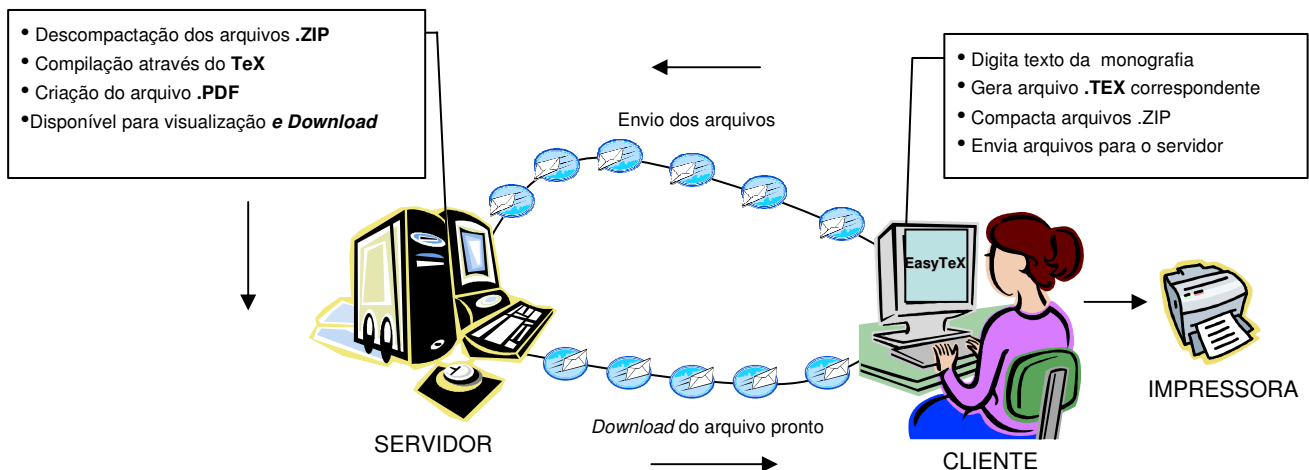 • Descompactação dos arquivos .ZIP
• Compilação através do TeX
• Criação do arquivo .PDF
•Disponível para visualização e Download
• Digita texto da monografia
• Gera arquivo .TEX correspondente
• Compacta arquivos .ZIP
• Envia arquivos para o servidor
Envio dos arquivos
EasyTeX
IMPRESSORA
SERVIDOR
Download do arquivo pronto
CLIENTE